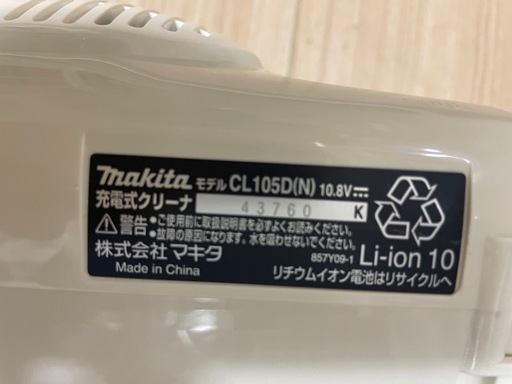 makita モデル CL105D(N) 10.8V
充電式クリーナ 43760 K
⚠警告 ●ご使用前に取扱説明書を必ずよくお読みください。
●故障の原因になります。水を吸わせないでください。
株式会社 マキタ 857Y09-1 Li-ion 10
Made in China リチウムイオン電池はリサイクルへ